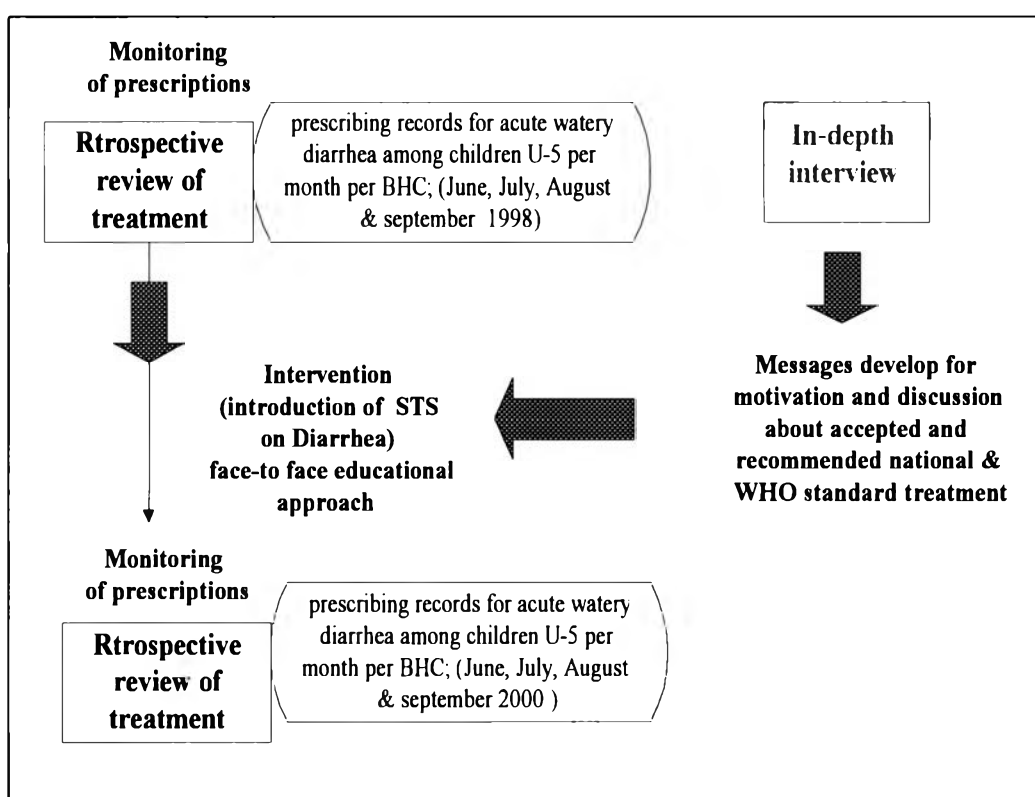 Monitoring
of prescriptions
Rtrospective
review of
treatment
prescribing records for acute watery
diarrhea among children U-5 per
month per BHC; (June, July, August
& september 1998)
In-depth
interview
Intervention
(introduction of STS
on Diarrhea)
face-to face educational
approach
Messages develop for
motivation and discussion
about accepted and
recommended national &
WHO standard treatment
Monitoring
of prescriptions
Rtrospective
review of
treatment
prescribing records for acute watery
diarrhea among children U-5 per
month per BHC; (June, July, August
& september 2000 )